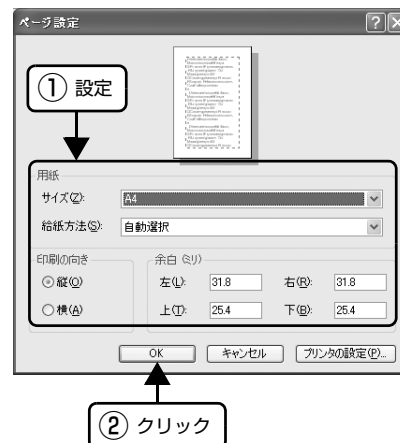 ページ設定
① 設定
用紙
サイズ(Z): A4
給紙方法(S): 自動選択
印刷の向き
縦(O)
横(A)
余白 (ミリ)
左(L): 31.8 右(R): 31.8
上(T): 25.4 下(B): 25.4
OK キャンセル プリンタの設定(P)...
② クリック